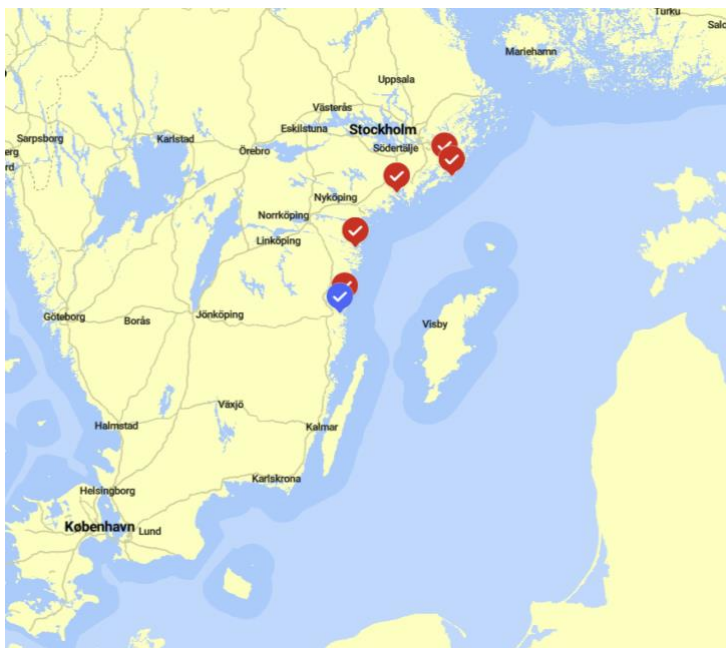 Turku
Salo
Mariehamn
Uppsala
Västerås
Stockholm
Eskilstuna
Karlstad
Sarpsborg
Örebro
Södertälje
Nyköping
Norrköping
Linköping
Göteborg
Borås
Jönköping
Visby
Växjö
Halmstad
Kalmar
Karlskrona
Helsingborg
København
Lund